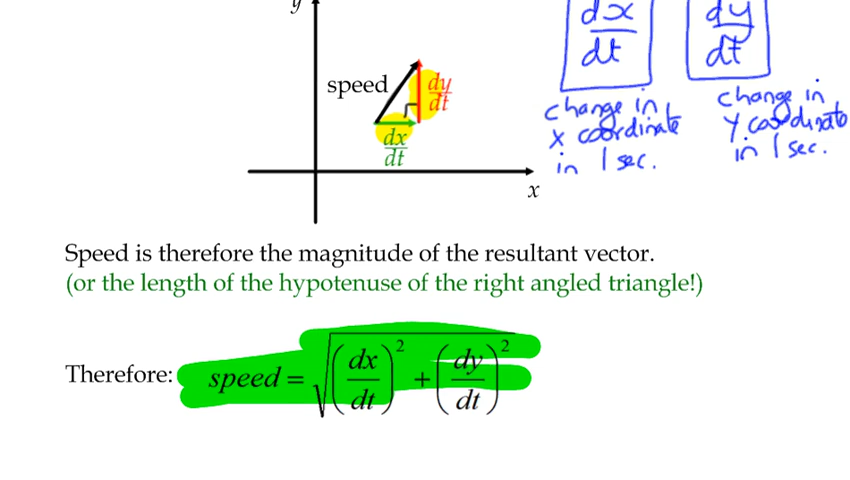 y
dx/dt
dy/dt
speed
dy/dt
dx/dt
change in
x coordinate
in 1 sec.
change in
y coordinate
in 1 sec.
x
Speed is therefore the magnitude of the resultant vector.
(or the length of the hypotenuse of the right angled triangle!)
Therefore: speed = √((dx/dt)² + (dy/dt)²)